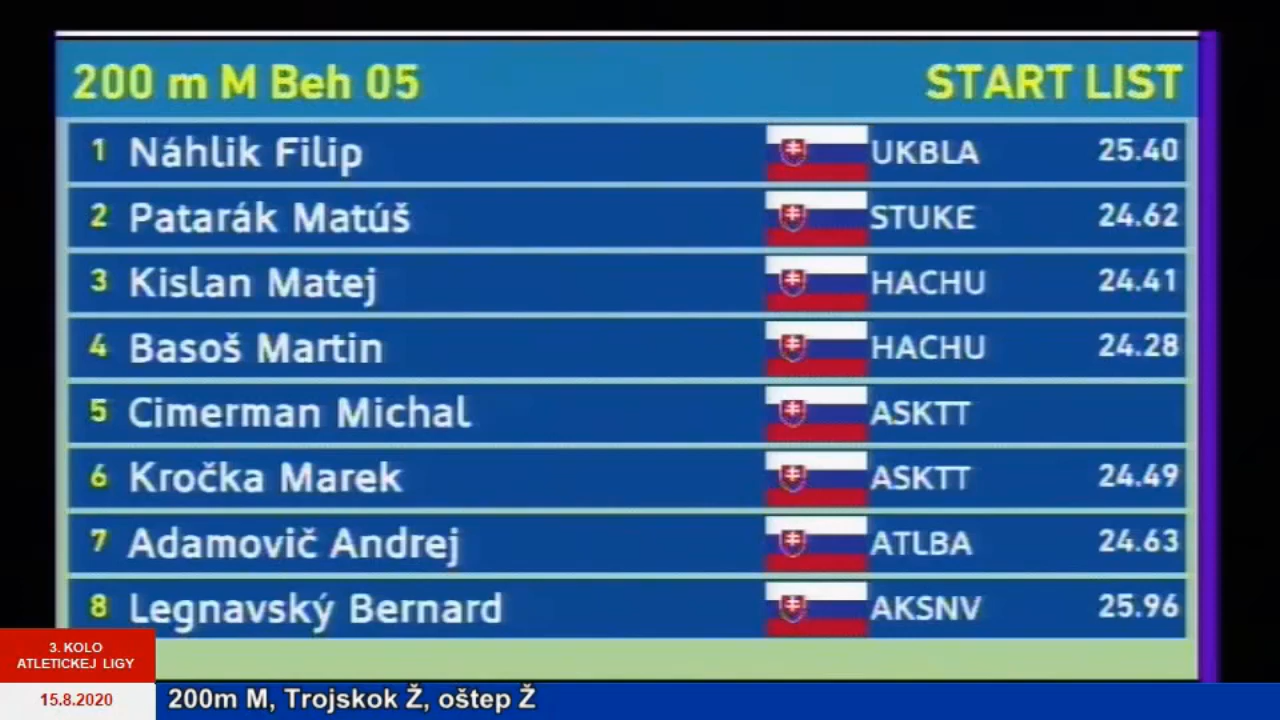 200 m M Beh 05 START LIST
1 Náhlik Filip UKBLA 25.40
2 Patarák Matúš STUKE 24.62
3 Kislan Matej HACHU 24.41
4 Basoš Martin HACHU 24.28
5 Cimerman Michal ASKTT
6 Kročka Marek ASKTT 24.49
7 Adamovič Andrej ATLBA 24.63
8 Legnavský Bernard AKSNV 25.96
3. KOLO
ATLETICKEJ LIGY
15.8.2020
200m M, Trojskok Ž, oštep Ž